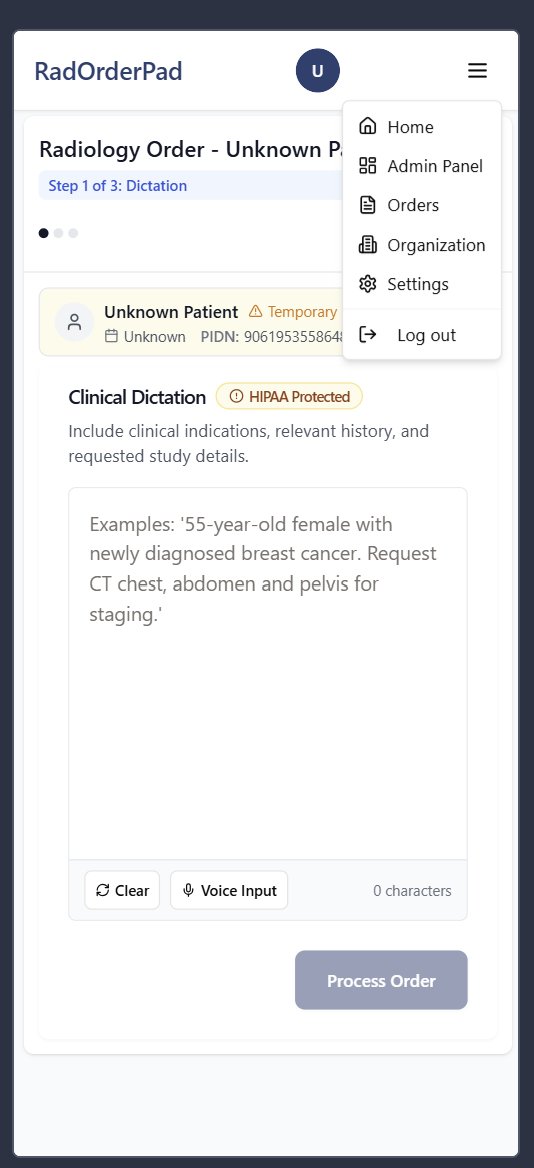 RadOrderPad
U
Home
Admin Panel
Orders
Organization
Settings
Log out
Radiology Order - Unknown
Step 1 of 3: Dictation
Unknown Patient Temporary
Unknown PIDN: 906195355864
Clinical Dictation HIPAA Protected
Include clinical indications, relevant history, and
requested study details.
Examples: '55-year-old female with
newly diagnosed breast cancer. Request
CT chest, abdomen and pelvis for
staging.'
Clear Voice Input 0 characters
Process Order